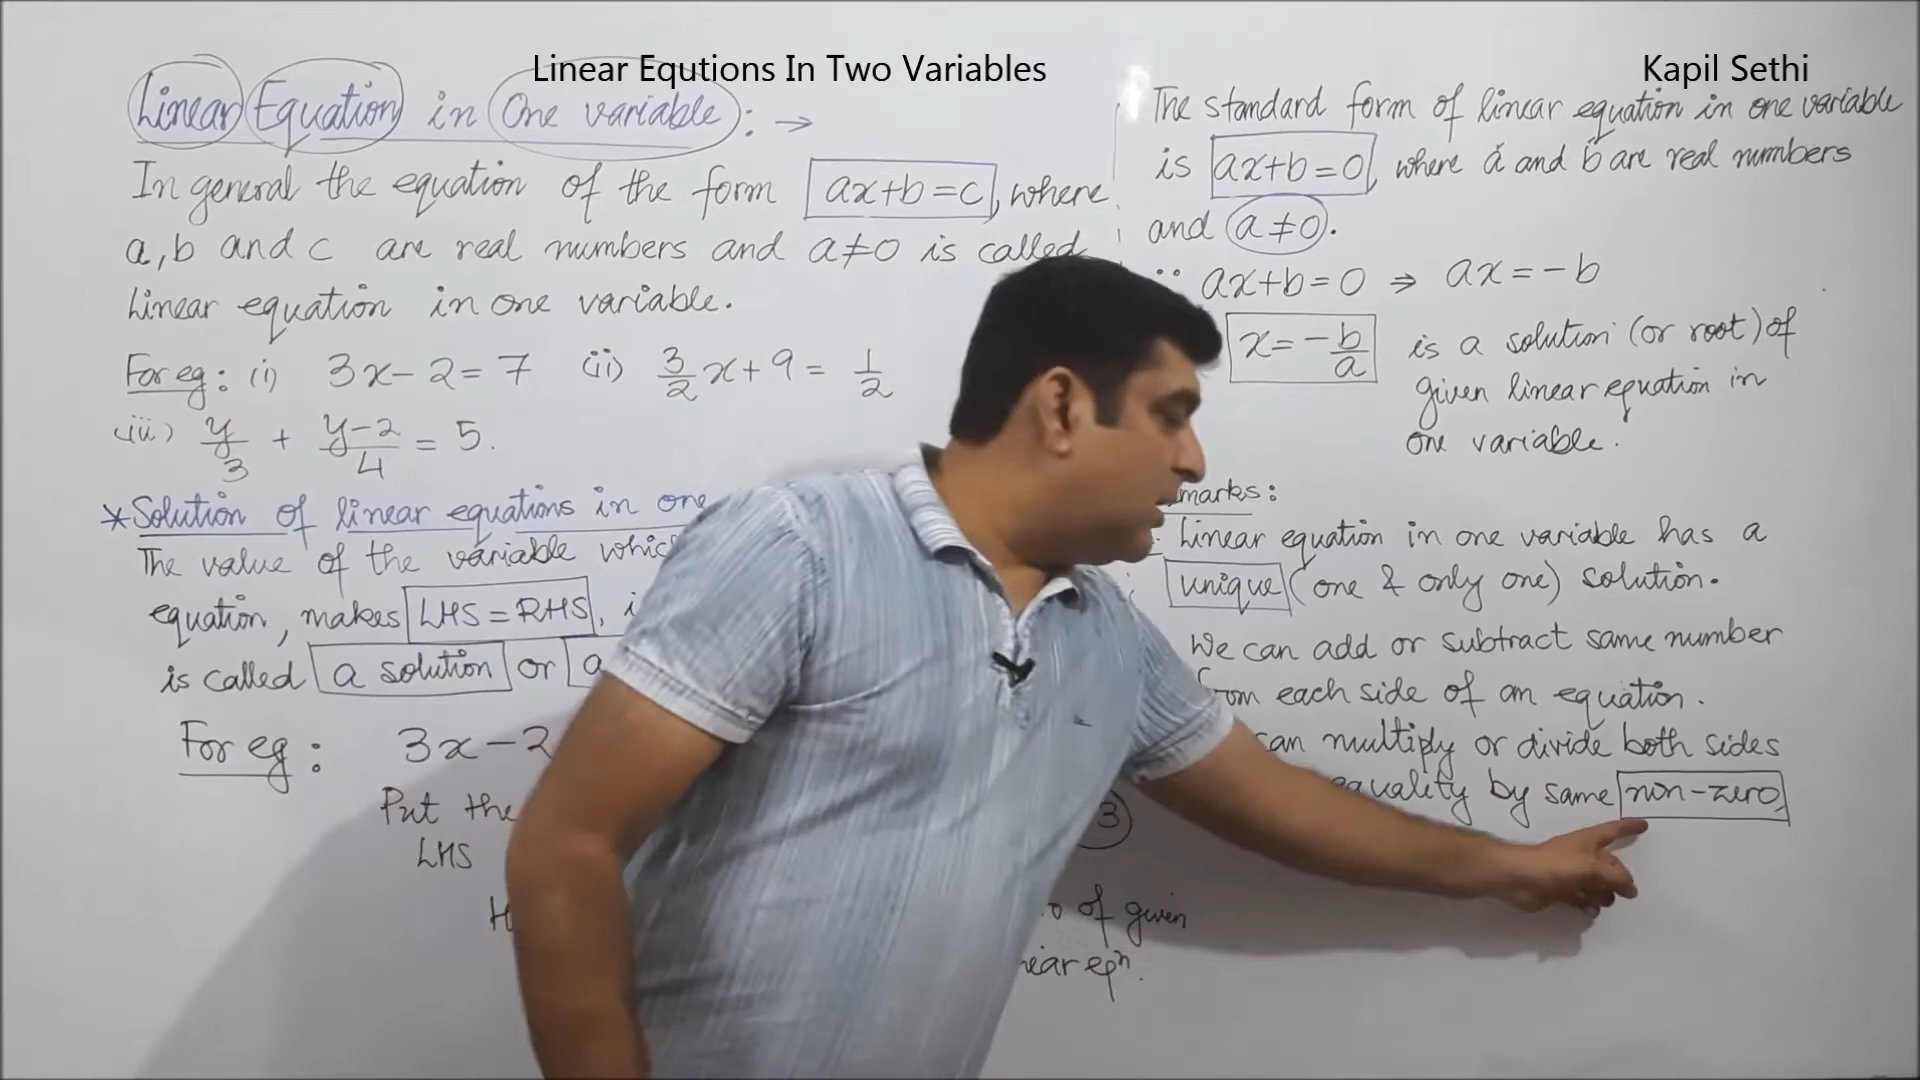 Linear Equtions In Two Variables
Kapil Sethi
Linear Equation in One variable : →
In general the equation of the form ax+b=c, where
a, b and c are real numbers and a≠0 is called
linear equation in one variable.
For eg: (i) 3x-2=7 (ii) 3/2 x+9= 1/2
(iii) y/3 + y-2/4 = 5.
*Solution of linear equations in one
The value of the variable
equation, makes LHS=RHS,
is called a solution or a
For eg: 3x-2
Put the
LHS
3
of given
eqn.
The standard form of linear equation in one variable
is ax+b=0, where a and b are real numbers
and a≠0.
∵ ax+b=0 ⇒ ax=-b
x=-b/a is a solution (or root) of
given linear equation in
one variable.
marks:
Linear equation in one variable has a
unique (one & only one) solution.
We can add or subtract same number
from each side of an equation.
can multiply or divide both sides
equality by same non-zero